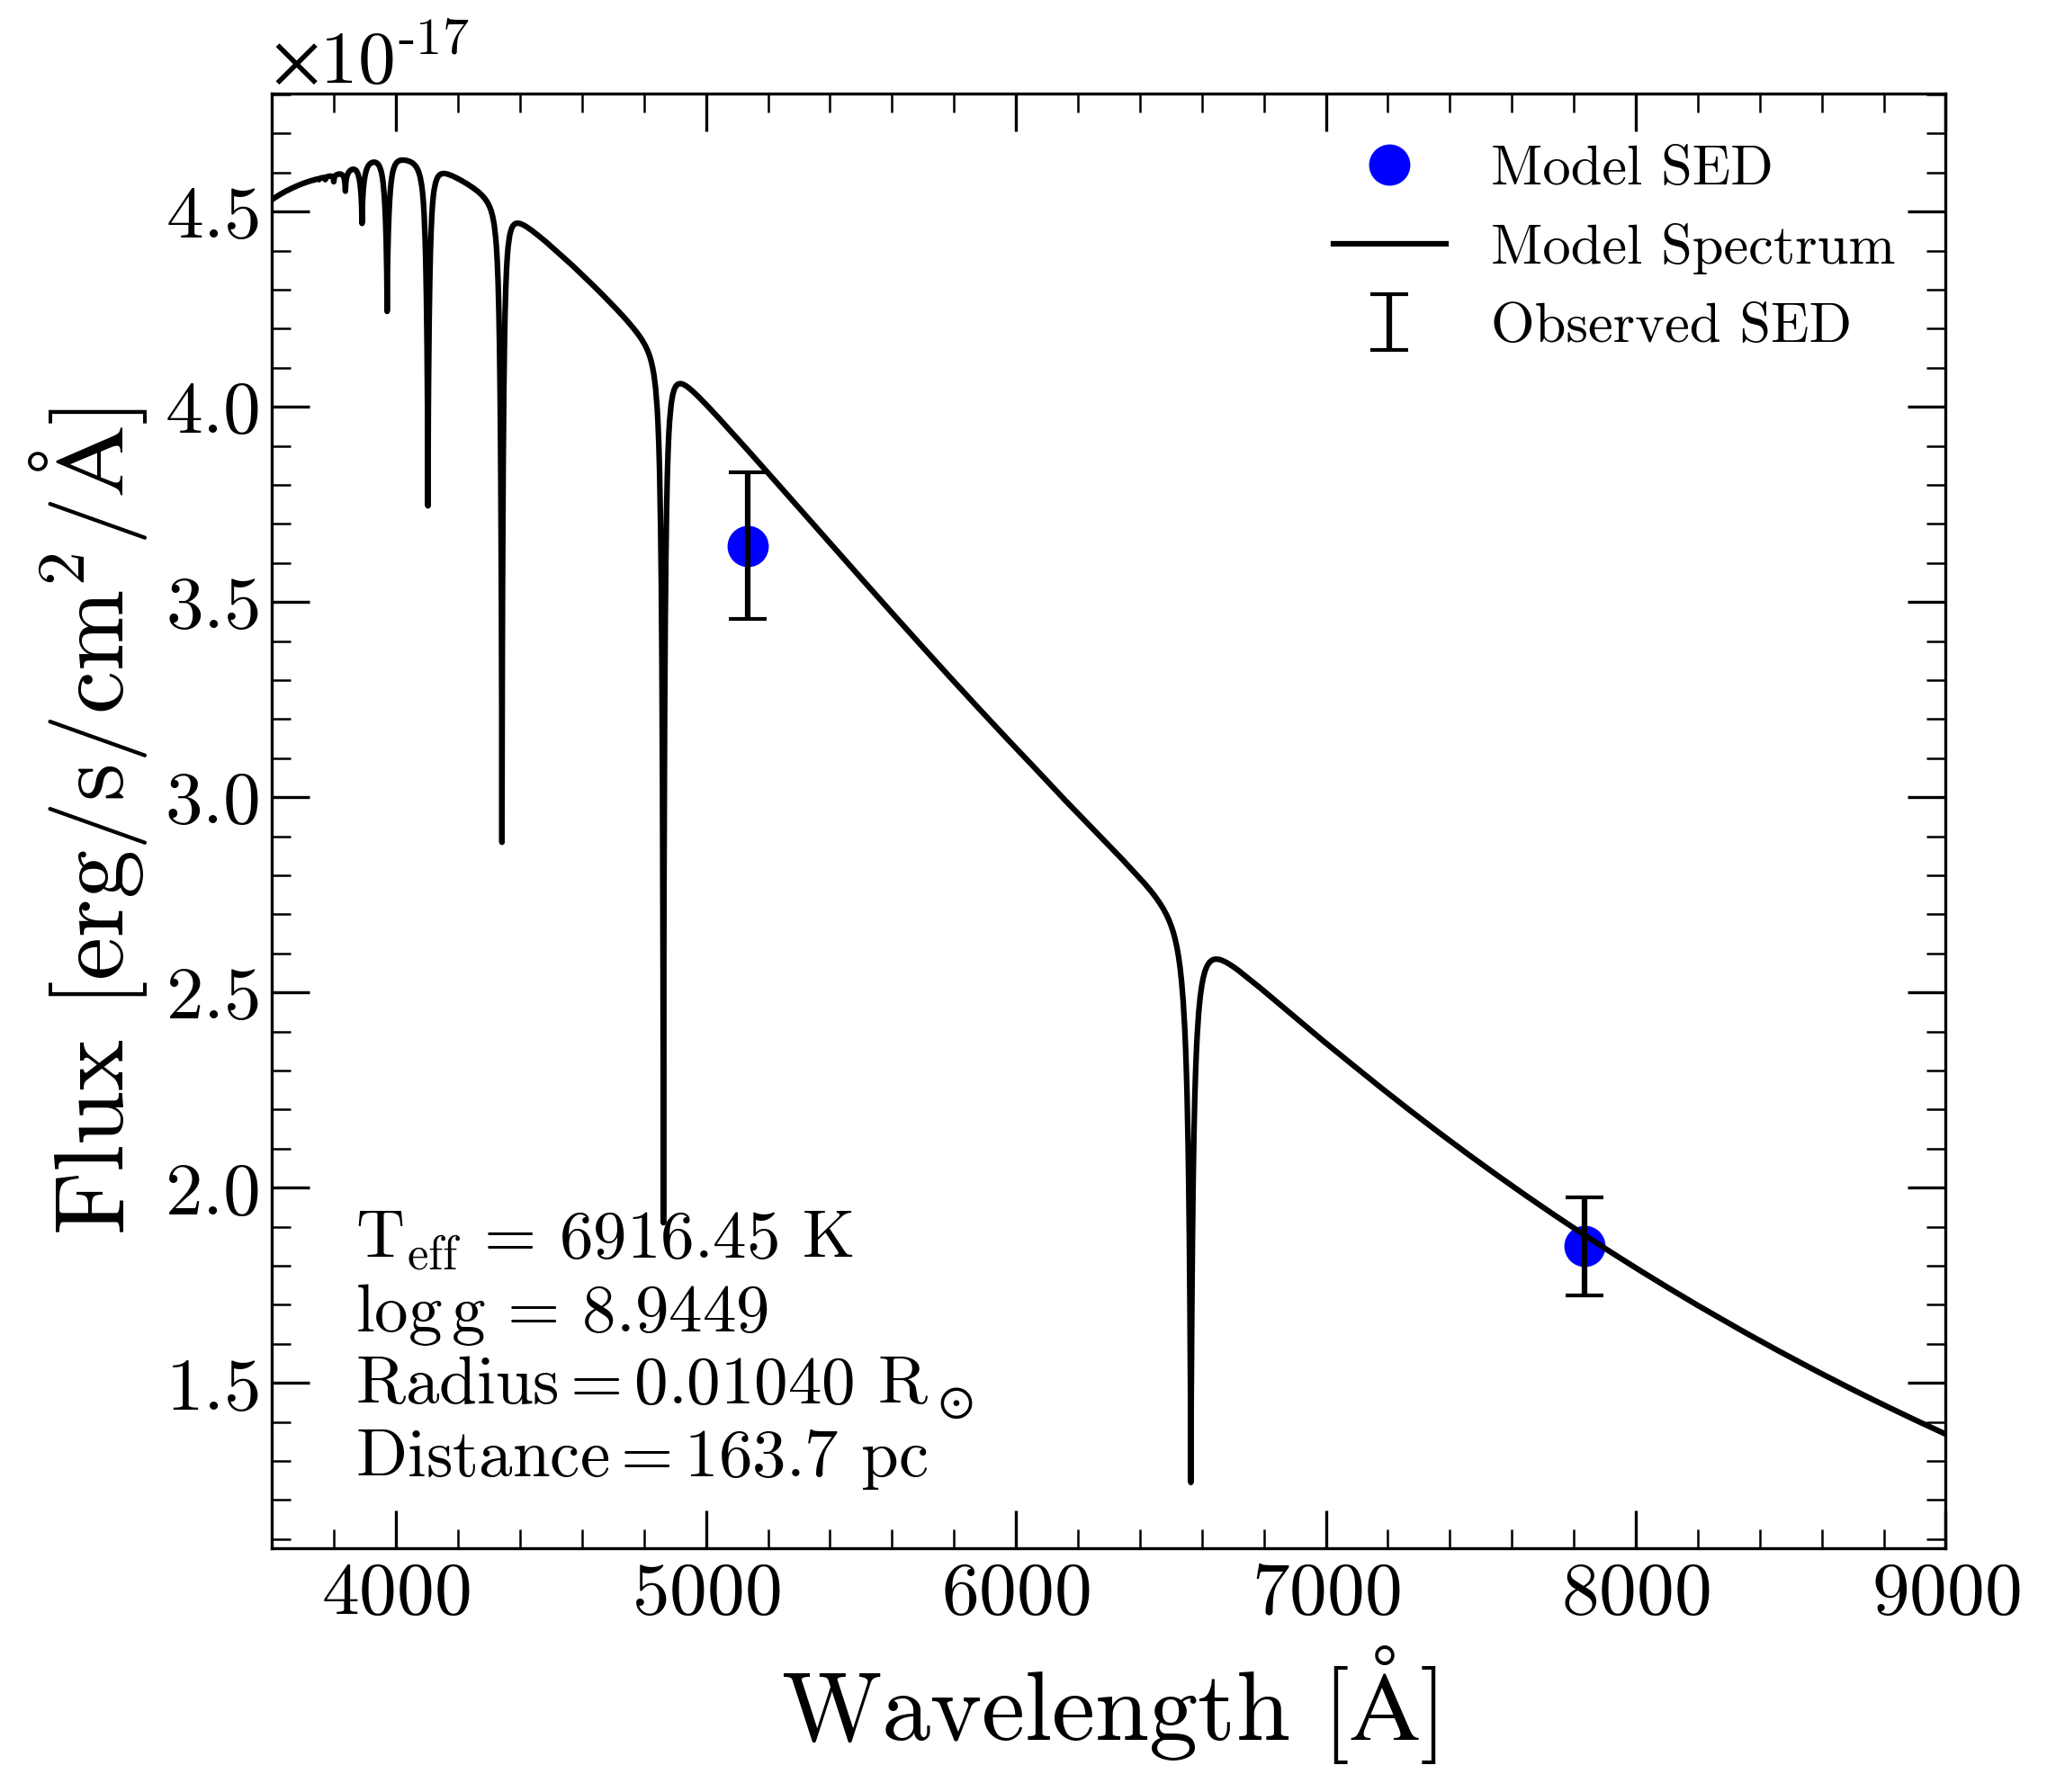 ×10⁻¹⁷
Model SED
Model Spectrum
Observed SED
4.5
4.0
3.5
3.0
2.5
2.0
1.5
Flux [erg/s/cm²/Å]
T_eff = 6916.45 K
log g = 8.9449
Radius = 0.01040 R_⊙
Distance = 163.7 pc
4000 5000 6000 7000 8000 9000
Wavelength [Å]